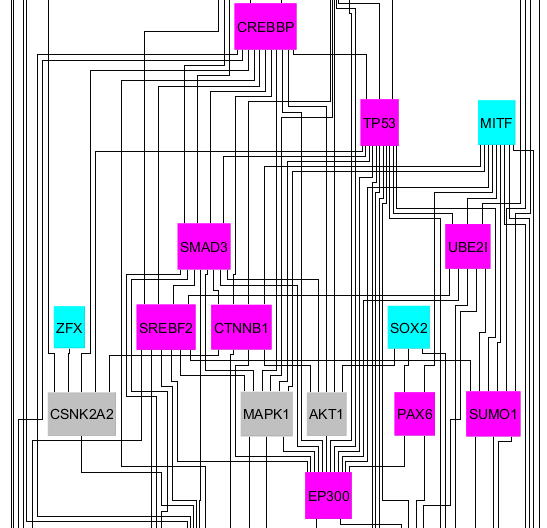 CREBBP
TP53
MITF
SMAD3
UBE2I
ZFX
SREBF2
CTNNB1
SOX2
CSNK2A2
MAPK1
AKT1
PAX6
SUMO1
EP300